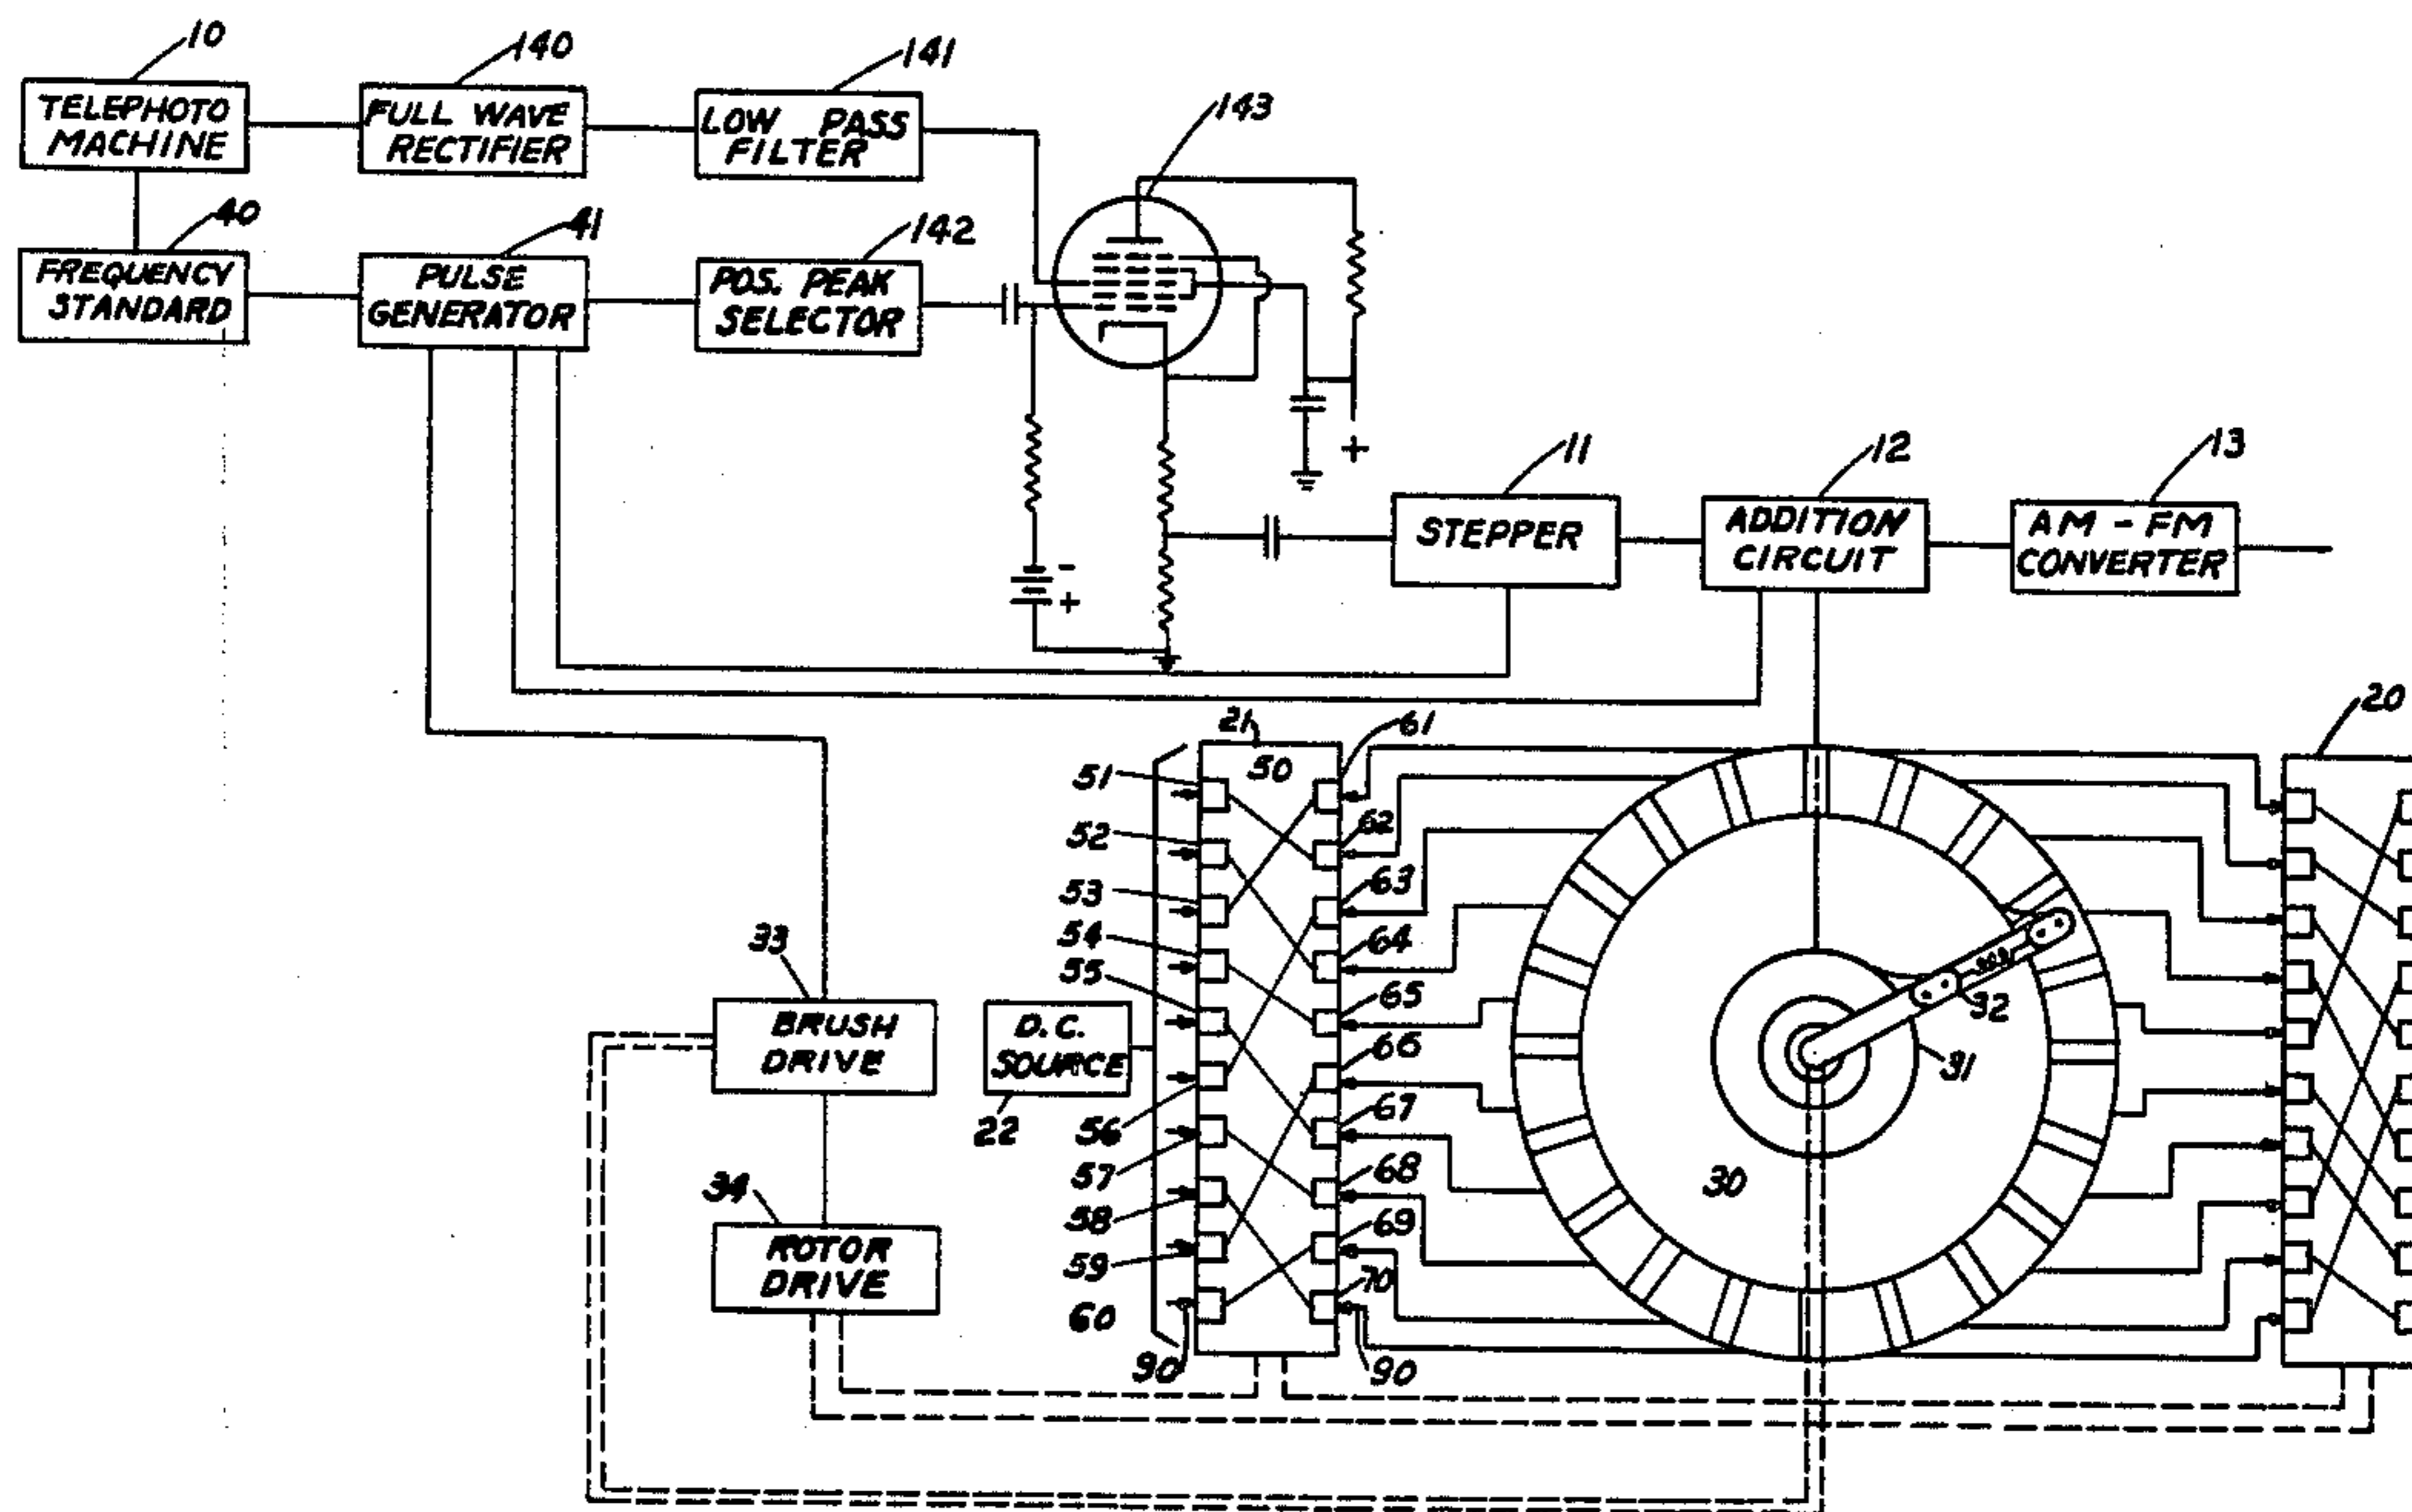 10
140
141
143
TELEPHOTO
MACHINE
FULL WAVE
RECTIFIER
LOW PASS
FILTER
40
41
142
FREQUENCY
STANDARD
PULSE
GENERATOR
POS. PEAK
SELECTOR
+
11
12
13
STEPPER
ADDITION
CIRCUIT
AM - FM
CONVERTER
-
+
20
21
61
50
51
52
62
53
63
54
64
33
55
65
32
BRUSH
DRIVE
D.C.
SOURCE
66
31
22
56
67
57
68
30
34
58
69
ROTOR
DRIVE
59
70
60
90
90